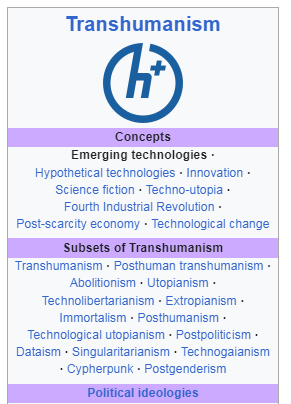 Transhumanism
h+
Concepts
Emerging technologies ·
Hypothetical technologies · Innovation ·
Science fiction · Techno-utopia ·
Fourth Industrial Revolution ·
Post-scarcity economy · Technological change
Subsets of Transhumanism
Transhumanism · Posthuman transhumanism ·
Abolitionism · Utopianism ·
Technolibertarianism · Extropianism ·
Immortalism · Posthumanism ·
Technological utopianism · Postpoliticism ·
Dataism · Singularitarianism · Technogaianism
· Cypherpunk · Postgenderism
Political ideologies